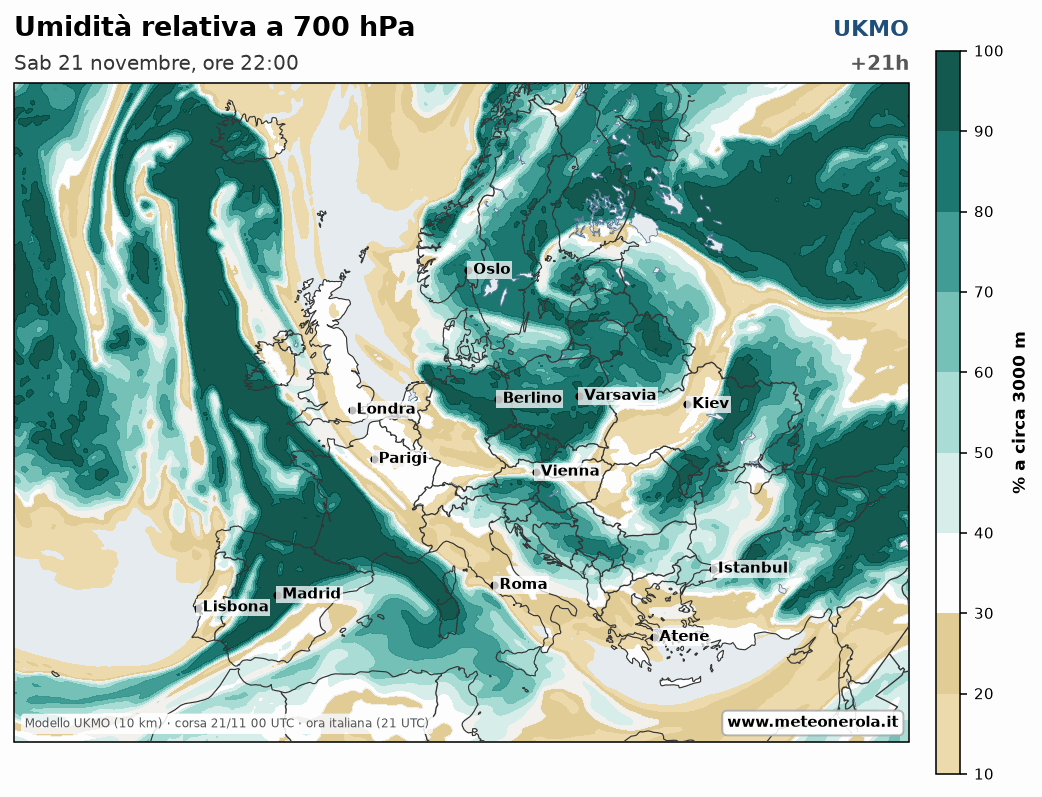 Umidità relativa a 700 hPa
UKMO
Sab 21 novembre, ore 22:00
+21h
100
90
80
70
60
50
40
30
20
10
% a circa 3000 m
Oslo
Berlino
Varsavia
Kiev
Londra
Parigi
Vienna
Istanbul
Roma
Madrid
Lisbona
Atene
Modello UKMO (10 km) · corsa 21/11 00 UTC · ora italiana (21 UTC)
www.meteonerola.it